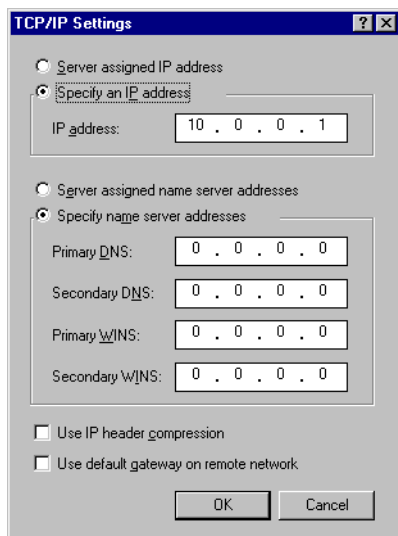 TCP/IP Settings
Server assigned IP address
Specify an IP address
IP address: 10 . 0 . 0 . 1
Server assigned name server addresses
Specify name server addresses
Primary DNS: 0 . 0 . 0 . 0
Secondary DNS: 0 . 0 . 0 . 0
Primary WINS: 0 . 0 . 0 . 0
Secondary WINS: 0 . 0 . 0 . 0
Use IP header compression
Use default gateway on remote network
OK Cancel